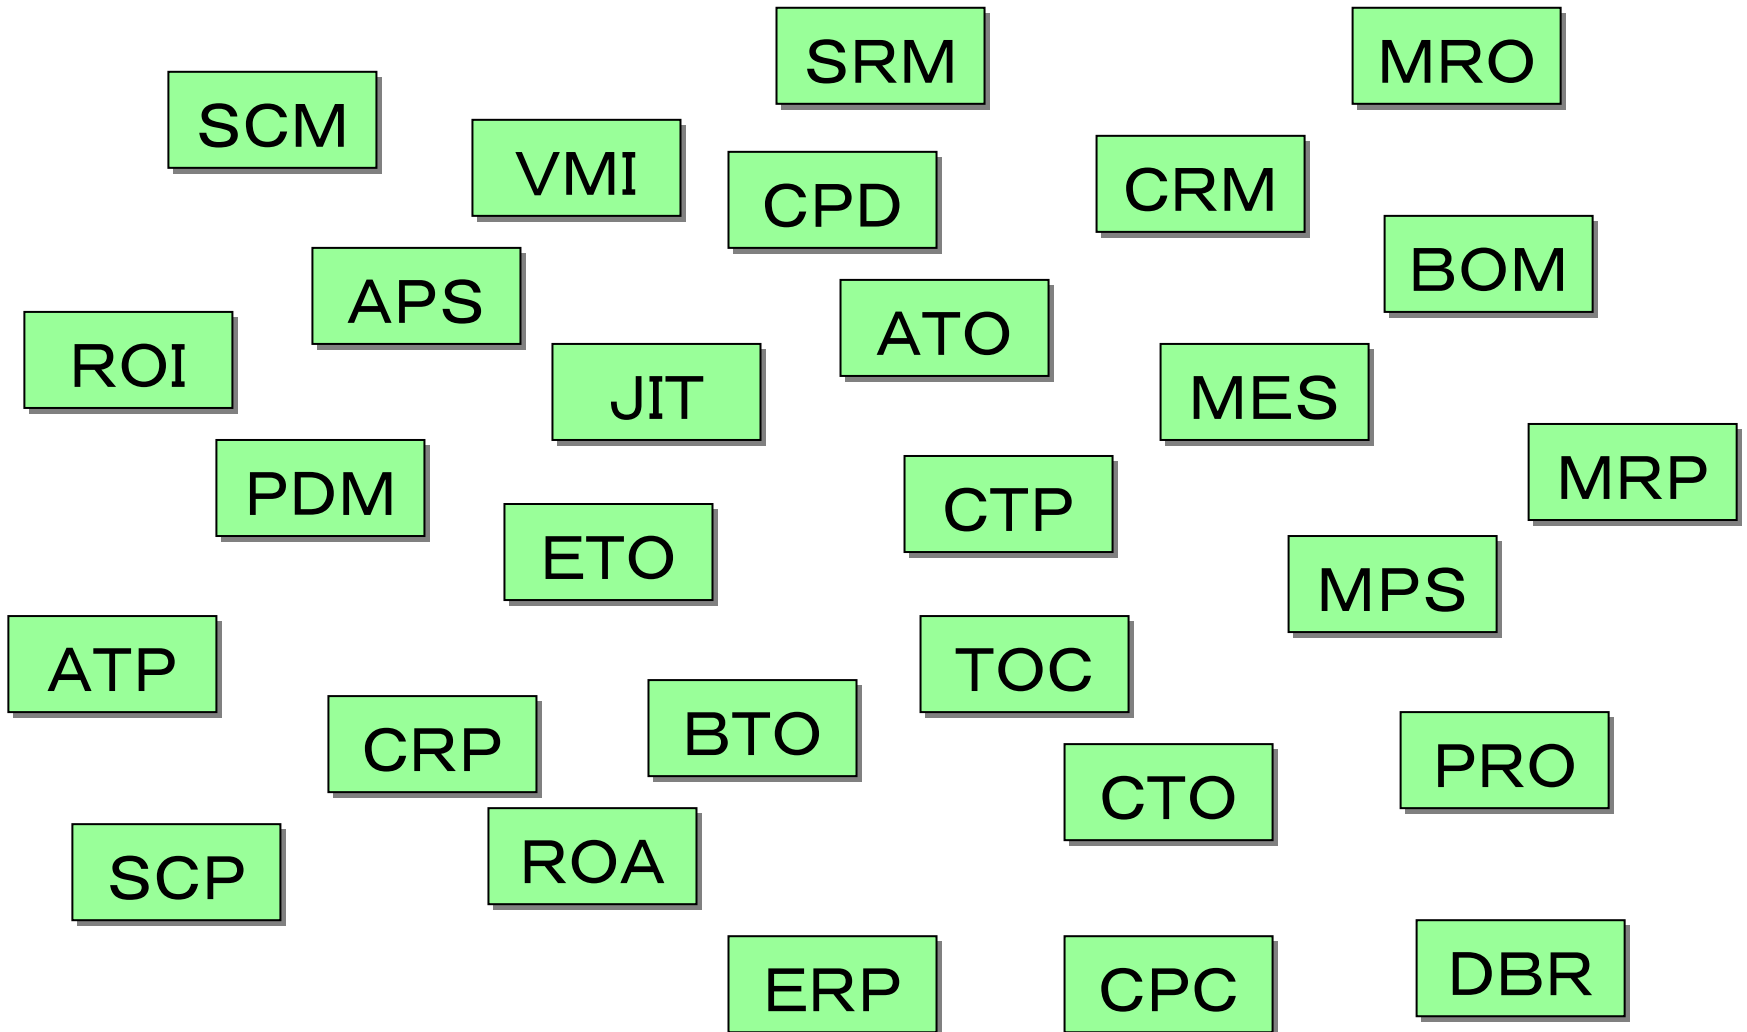 SRM
MRO
SCM
VMI
CRM
CPD
BOM
APS
ATO
ROI
JIT
MES
MRP
PDM
CTP
ETO
MPS
ATP
TOC
BTO
CRP
PRO
CTO
ROA
SCP
DBR
ERP
CPC